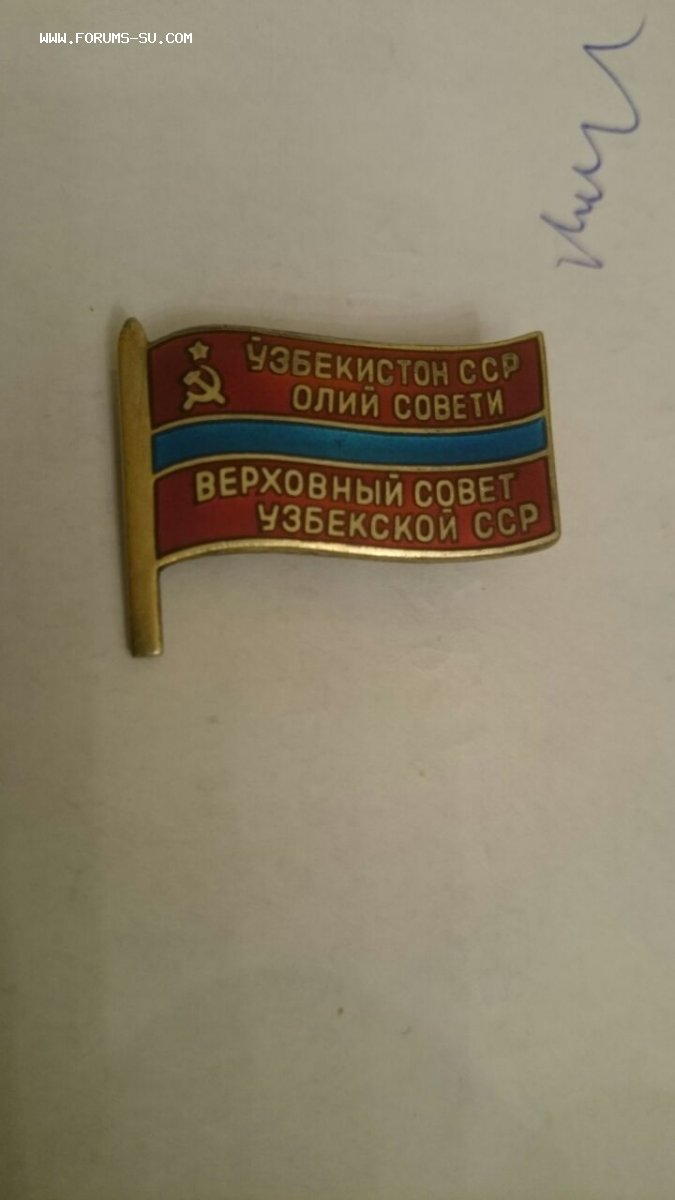 WWW.FORUMS-SU.COM
ЎЗБЕКИСТОН ССР
ОЛИЙ СОВЕТИ
ВЕРХОВНЫЙ СОВЕТ
УЗБЕКСКОЙ ССР